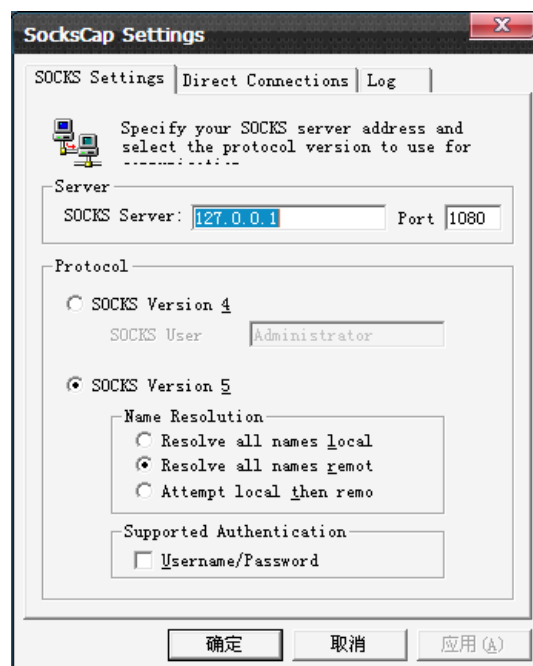 SocksCap Settings
SOCKS Settings Direct Connections Log
Specify your SOCKS server address and
select the protocol version to use for
Server
SOCKS Server: 127.0.0.1 Port 1080
Protocol
SOCKS Version 4
SOCKS User Administrator
SOCKS Version 5
Name Resolution
Resolve all names local
Resolve all names remot
Attempt local then remo
Supported Authentication
Username/Password
确定 取消 应用(A)